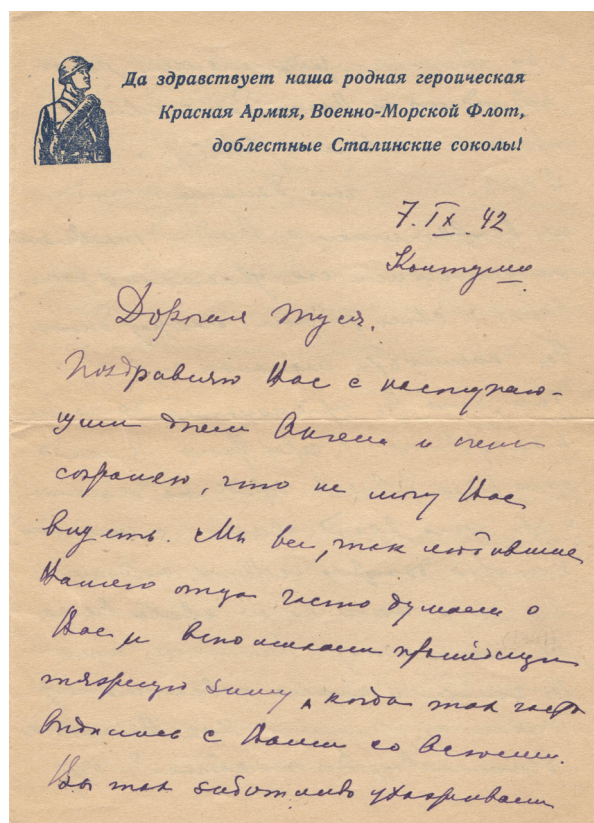 Да здравствует наша родная героическая
Красная Армия, Военно-Морской Флот,
доблестные Сталинские соколы!
7. IX. 42
Колтуши
Дорогая Туся.
Поздравляю Вас с наступаю-
щим днем Ангела и очень
сохраняю, что не могу Вас
видеть. Мы все, так любившие
Вашего отца часто думаем о
Вас и вспоминаем прошедшую
тяжелую зиму, когда так часто
виделись с Вами со всеми.
Вы так заботливо ухаживали